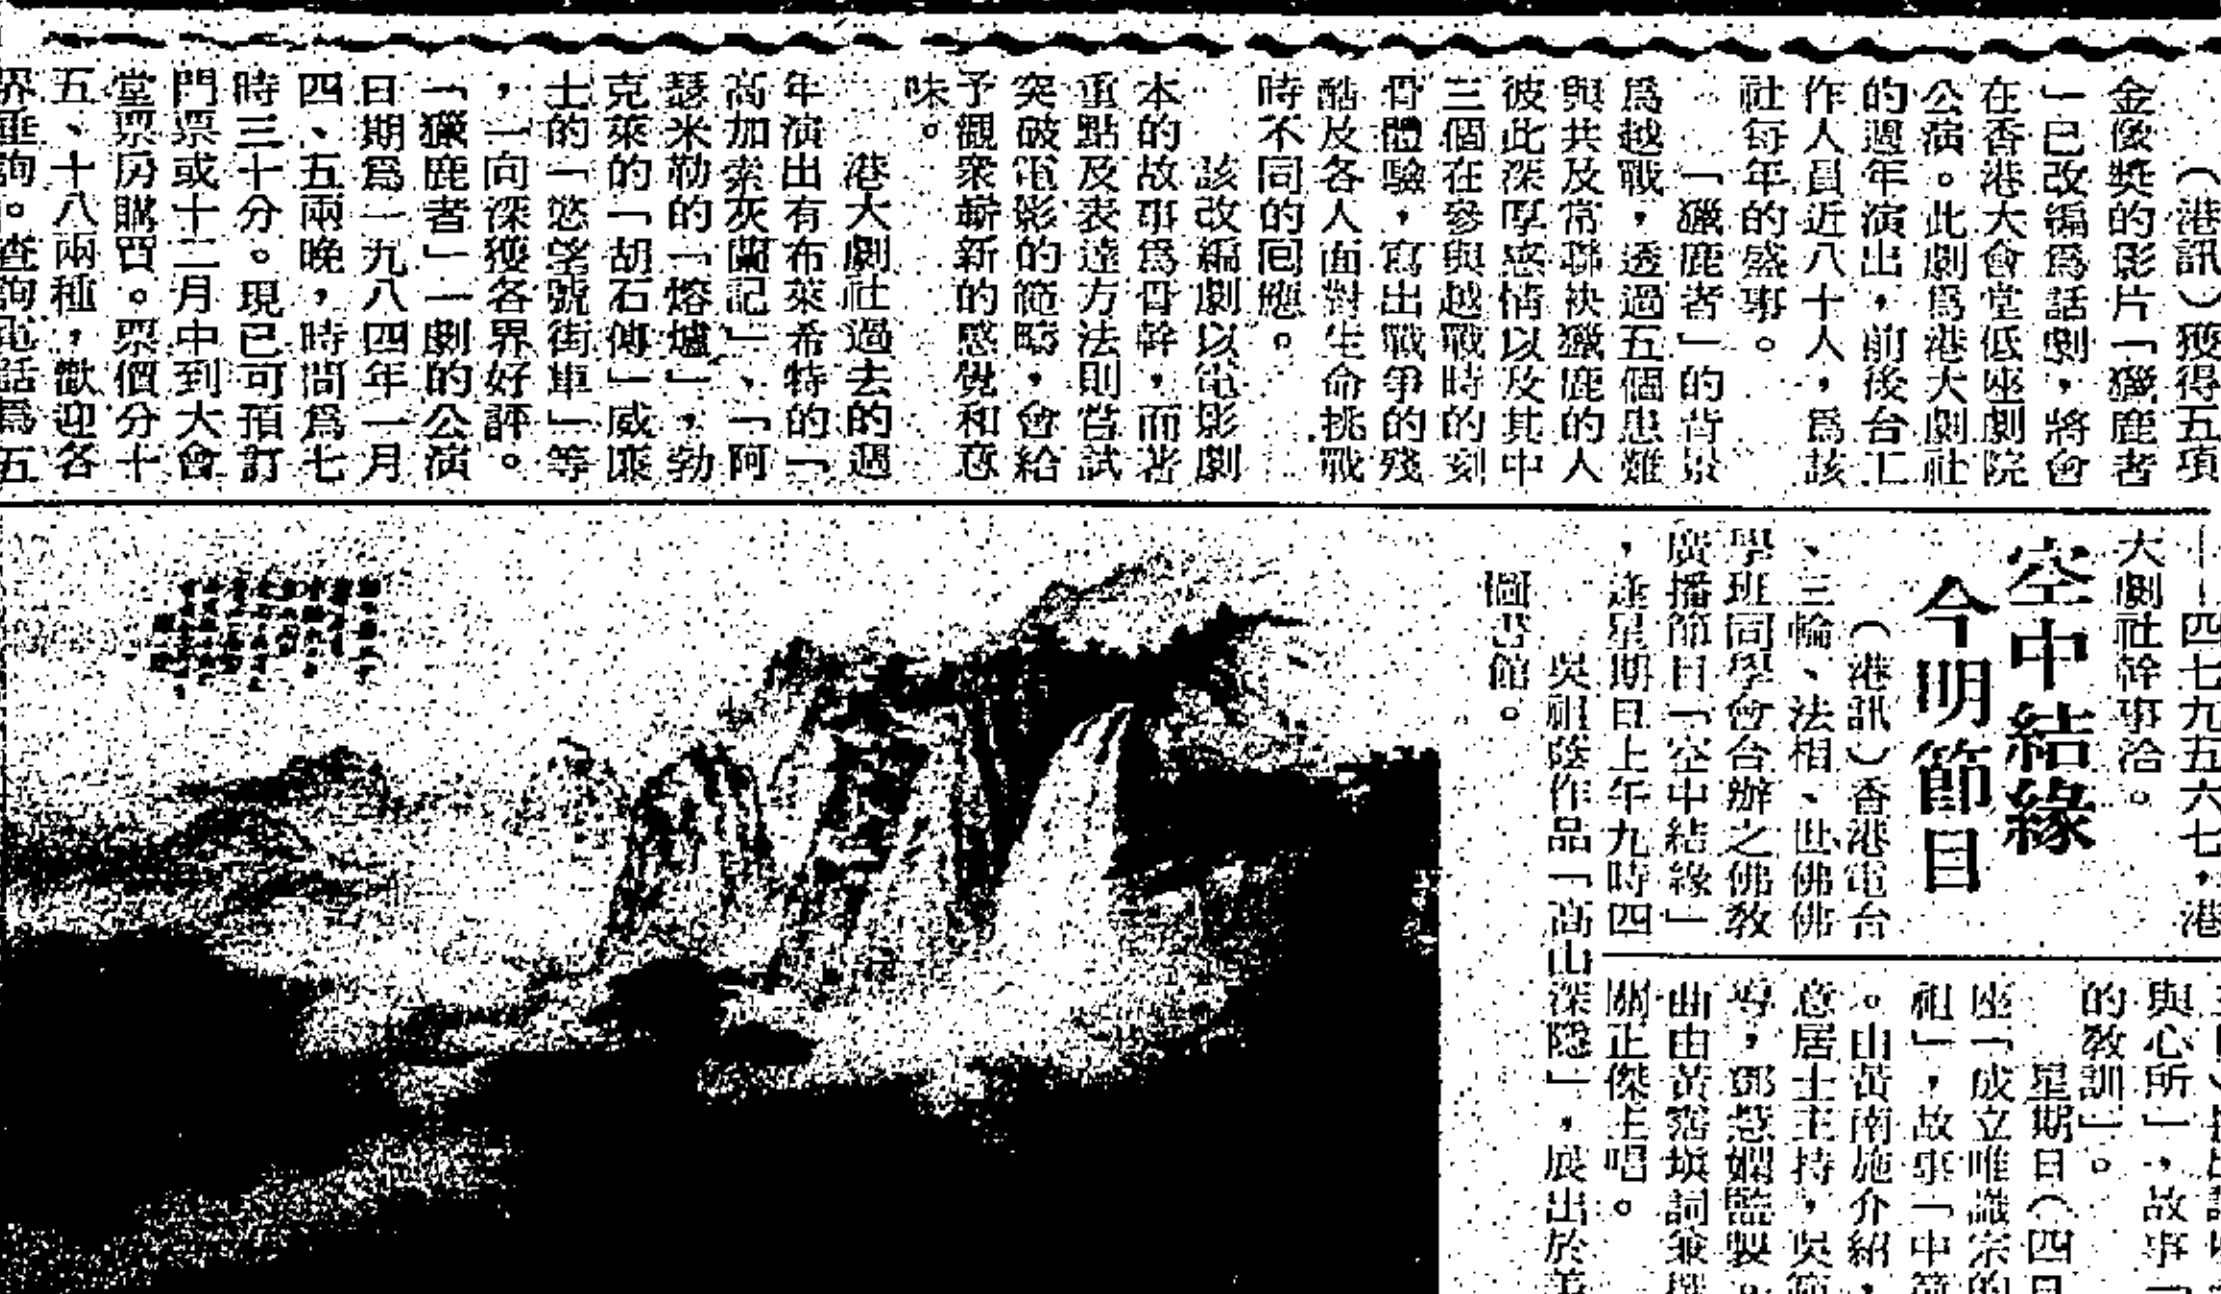 （港訊）獲得五項
金像獎的影片「獵鹿者
」已改編爲話劇，將會
在香港大會堂低座劇院
公演。此劇爲港大劇社
的週年演出，前後台工
作人員近八十人，爲該
社每年的盛事。
「獵鹿者」的背景
爲越戰，透過五個患難
與共及常聯袂獵鹿的人
彼此深厚感情以及其中
三個在參與越戰時的刻
骨體驗，寫出戰爭的殘
酷及各人面對生命挑戰
時不同的回應。
該改編劇以電影劇
本的故事爲骨幹，而著
重點及表達方法則嘗試
突破電影的範疇，會給
予觀衆嶄新的感覺和意
味。
港大劇社過去的週
年演出有布萊希特的「
高加索灰蘭記」、「阿
瑟米勒的「熔爐」，勃
克萊的「胡石傳」威廉
士的「慾望號街車」等
，一向深獲各界好評。
「獵鹿者」一劇的公演
日期爲一九八四年一月
四、五兩晚，時間爲七
時三十分。現已可預訂
門票或十二月中到大會
堂票房購買。票價分十
五、十八兩種，歡迎各
界垂詢。查詢電話爲五
——四七九五六七，港
大劇社幹事洽。
空中結緣
今明節目
（港訊）香港電台
、三輪、法相、世佛佛
學班同學會合辦之佛教
廣播節目「空中結緣」
，逢星期日上午九時四
與心所」，故事「
的教訓」。
星期日（四日
座「成立唯識宗的
祖」，故事「中
。由黃南施介紹，
意居士主持，吳
導，鄧慧嫻監製。
曲由黃霑塡詞兼
關正傑主唱。
吳祖蔭作品「高山深隱」，展出於美
圖書館。